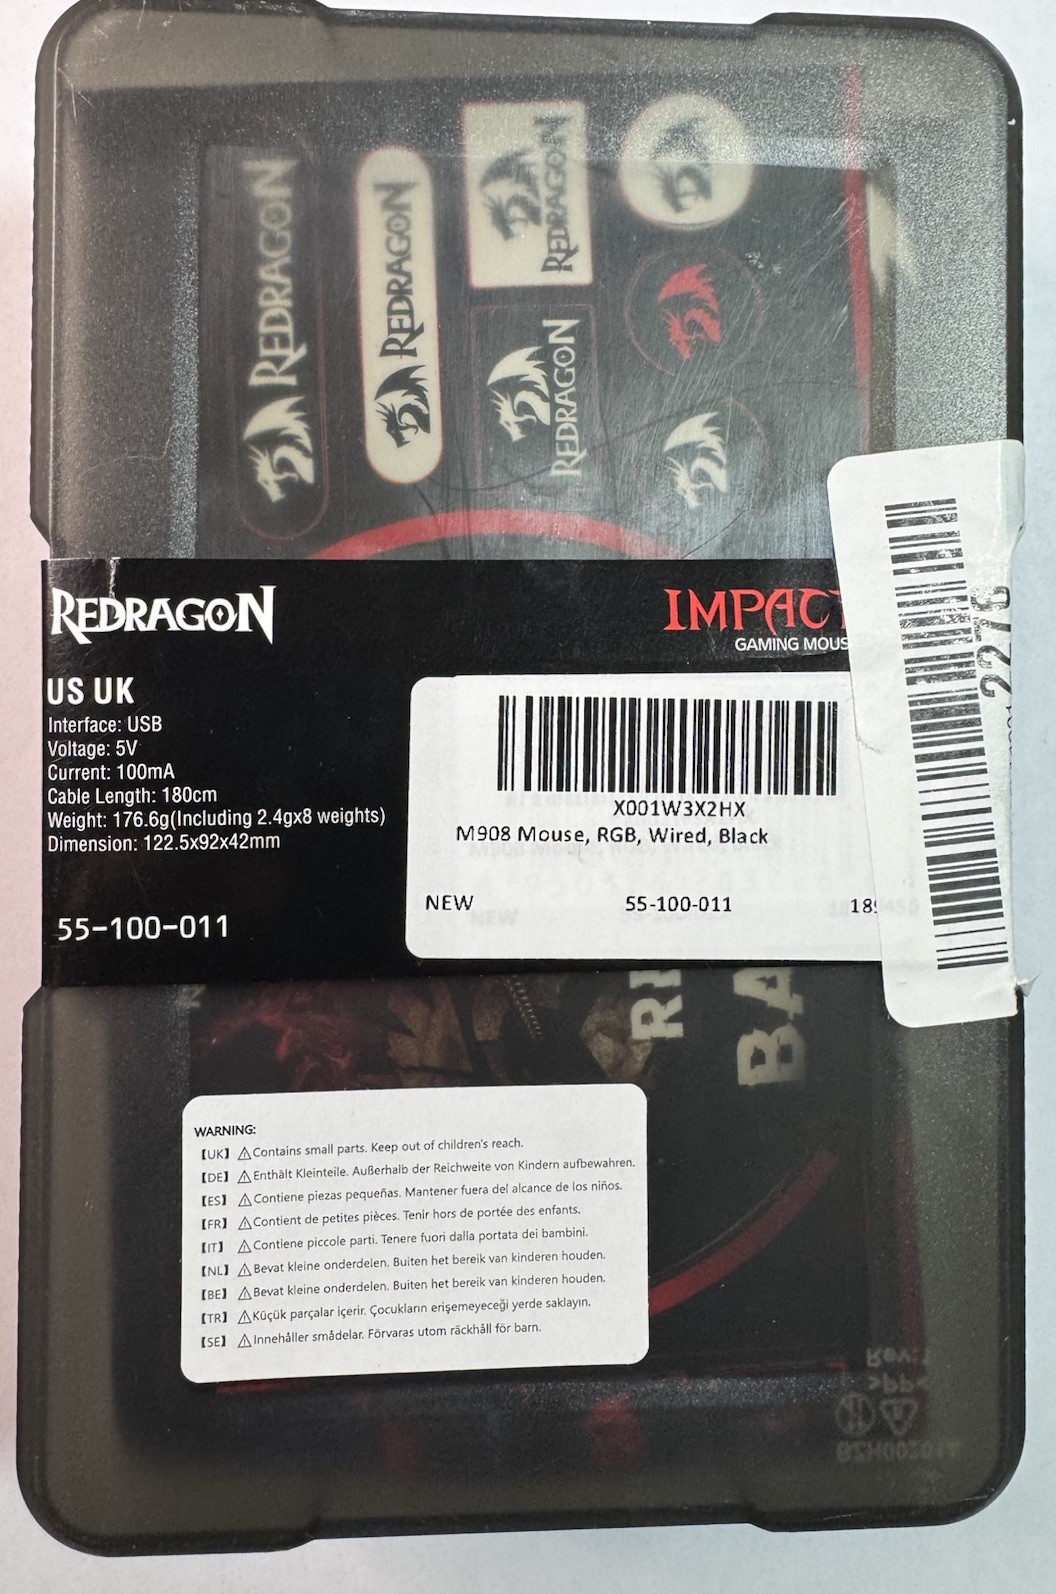 REDRAGON
REDRAGON
REDRAGON
REDRAGON
REDRAGON
IMPACT
GAMING MOUS
US UK
Interface: USB
Voltage: 5V
Current: 100mA
Cable Length: 180cm
Weight: 176.6g(Including 2.4gx8 weights)
Dimension: 122.5x92x42mm
55-100-011
X001W3X2HX
M908 Mouse, RGB, Wired, Black
NEW 55-100-011 189
BA
WARNING:
[UK] ⚠Contains small parts. Keep out of children's reach.
[DE] ⚠Enthält Kleinteile. Außerhalb der Reichweite von Kindern aufbewahren.
[ES] ⚠Contiene piezas pequeñas. Mantener fuera del alcance de los niños.
[FR] ⚠Contient de petites pièces. Tenir hors de portée des enfants.
[IT] ⚠Contiene piccole parti. Tenere fuori dalla portata dei bambini.
[NL] ⚠Bevat kleine onderdelen. Buiten het bereik van kinderen houden.
[BE] ⚠Bevat kleine onderdelen. Buiten het bereik van kinderen houden.
[TR] ⚠Küçük parçalar içerir. Çocukların erişemeyeceği yerde saklayın.
[SE] ⚠Innehåller smådelar. Förvaras utom räckhåll för barn.
>PP<